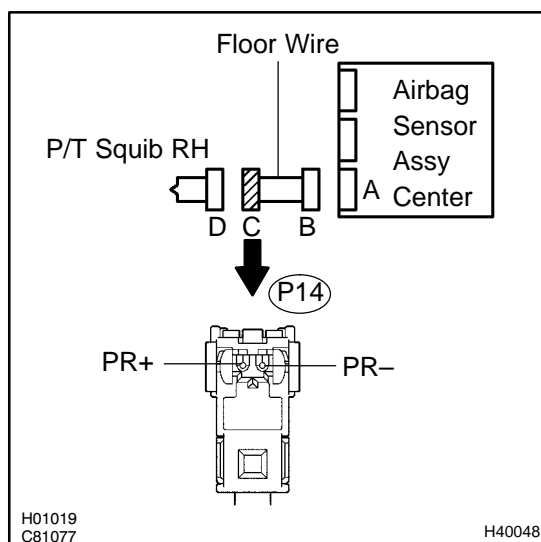 Floor Wire
Airbag
Sensor
Assy
Center
P/T Squib RH
A
D C B
P14
PR+
PR–
H01019
C81077
H40048